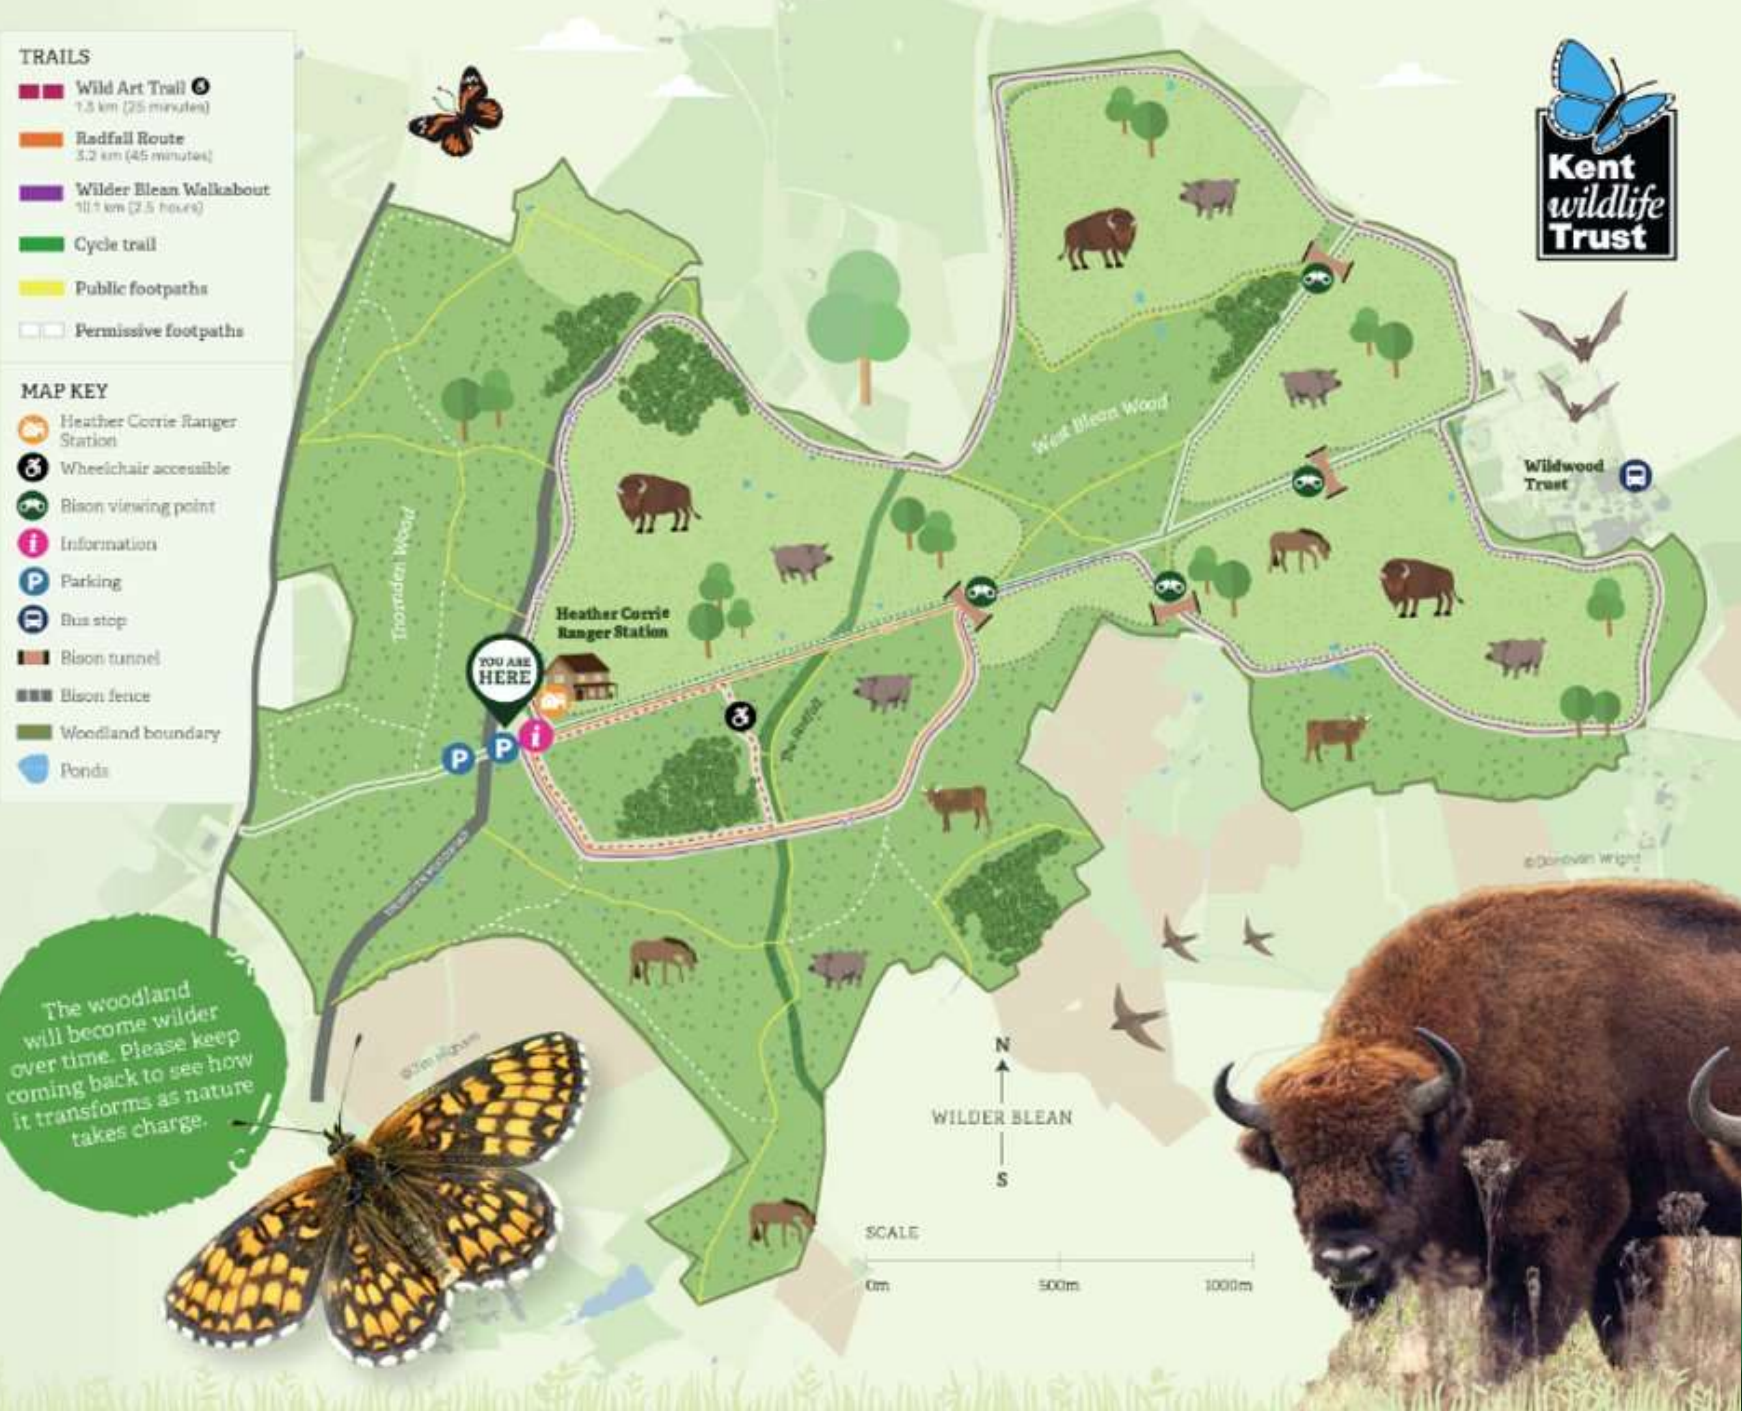 TRAILS
Wild Art Trail
1.3 km (25 minutes)
Radfall Route
3.2 km (45 minutes)
Wilder Blean Walkabout
10.1 km (2.5 hours)
Cycle trail
Public footpaths
Permissive footpaths
MAP KEY
Heather Corrie Ranger
Station
Wheelchair accessible
Bison viewing point
i
Information
P
Parking
Bus stop
Bison tunnel
Bison fence
Woodland boundary
Ponds
Kent
wildlife
Trust
West Blean Wood
Wildwood
Trust
Thornden Wood
Heather Corrie
Ranger Station
YOU ARE
HERE
P
P
i
The Radfall
©Donovan Wright
The woodland
will become wilder
over time. Please keep
coming back to see how
it transforms as nature
takes charge.
©Tim Higham
N
WILDER BLEAN
S
SCALE
0m
500m
1000m